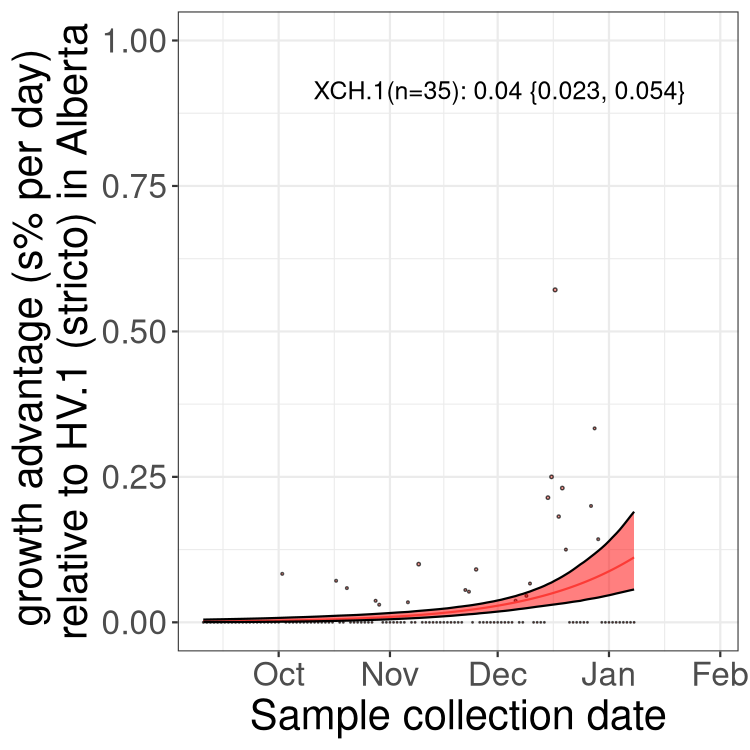 1.00
XCH.1(n=35): 0.04 {0.023, 0.054}
0.75
0.50
0.25
0.00
growth advantage (s% per day)
relative to HV.1 (stricto) in Alberta
Oct Nov Dec Jan Feb
Sample collection date